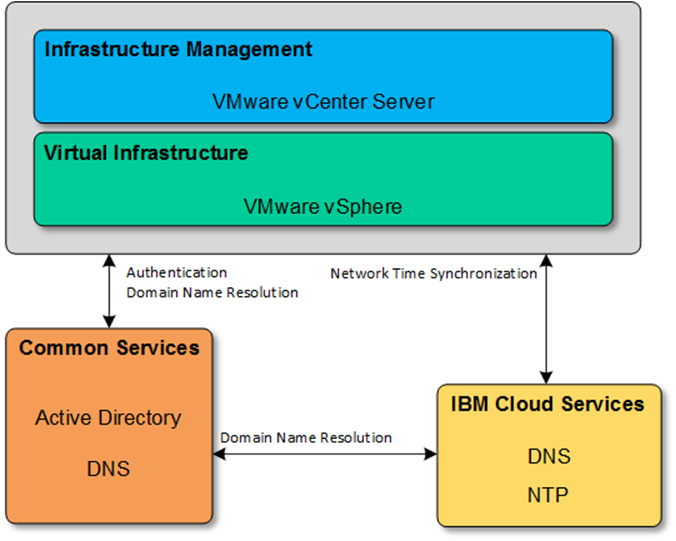 Infrastructure Management
VMware vCenter Server
Virtual Infrastructure
VMware vSphere
Authentication
Domain Name Resolution
Network Time Synchronization
Common Services
Active Directory
DNS
Domain Name Resolution
IBM Cloud Services
DNS
NTP